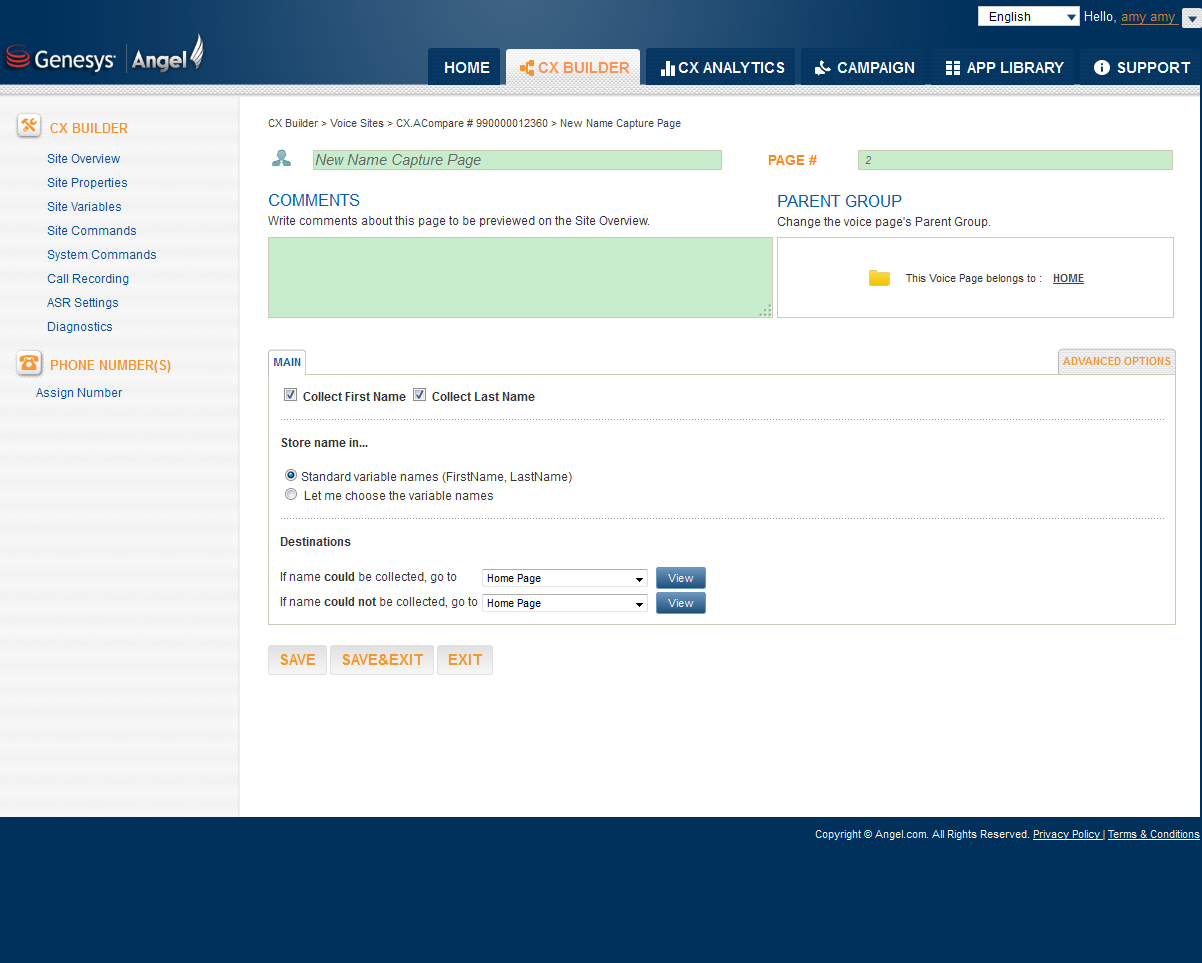 English Hello, amy amy
Genesys Angel
HOME CX BUILDER CX ANALYTICS CAMPAIGN APP LIBRARY SUPPORT
CX BUILDER
Site Overview
Site Properties
Site Variables
Site Commands
System Commands
Call Recording
ASR Settings
Diagnostics
PHONE NUMBER(S)
Assign Number
CX Builder > Voice Sites > CX.ACompare # 990000012360 > New Name Capture Page
New Name Capture Page PAGE # 2
COMMENTS
Write comments about this page to be previewed on the Site Overview.
PARENT GROUP
Change the voice page's Parent Group.
This Voice Page belongs to : HOME
MAIN ADVANCED OPTIONS
Collect First Name Collect Last Name
Store name in...
Standard variable names (FirstName, LastName)
Let me choose the variable names
Destinations
If name could be collected, go to Home Page View
If name could not be collected, go to Home Page View
SAVE SAVE&EXIT EXIT
Copyright © Angel.com. All Rights Reserved. Privacy Policy | Terms & Conditions